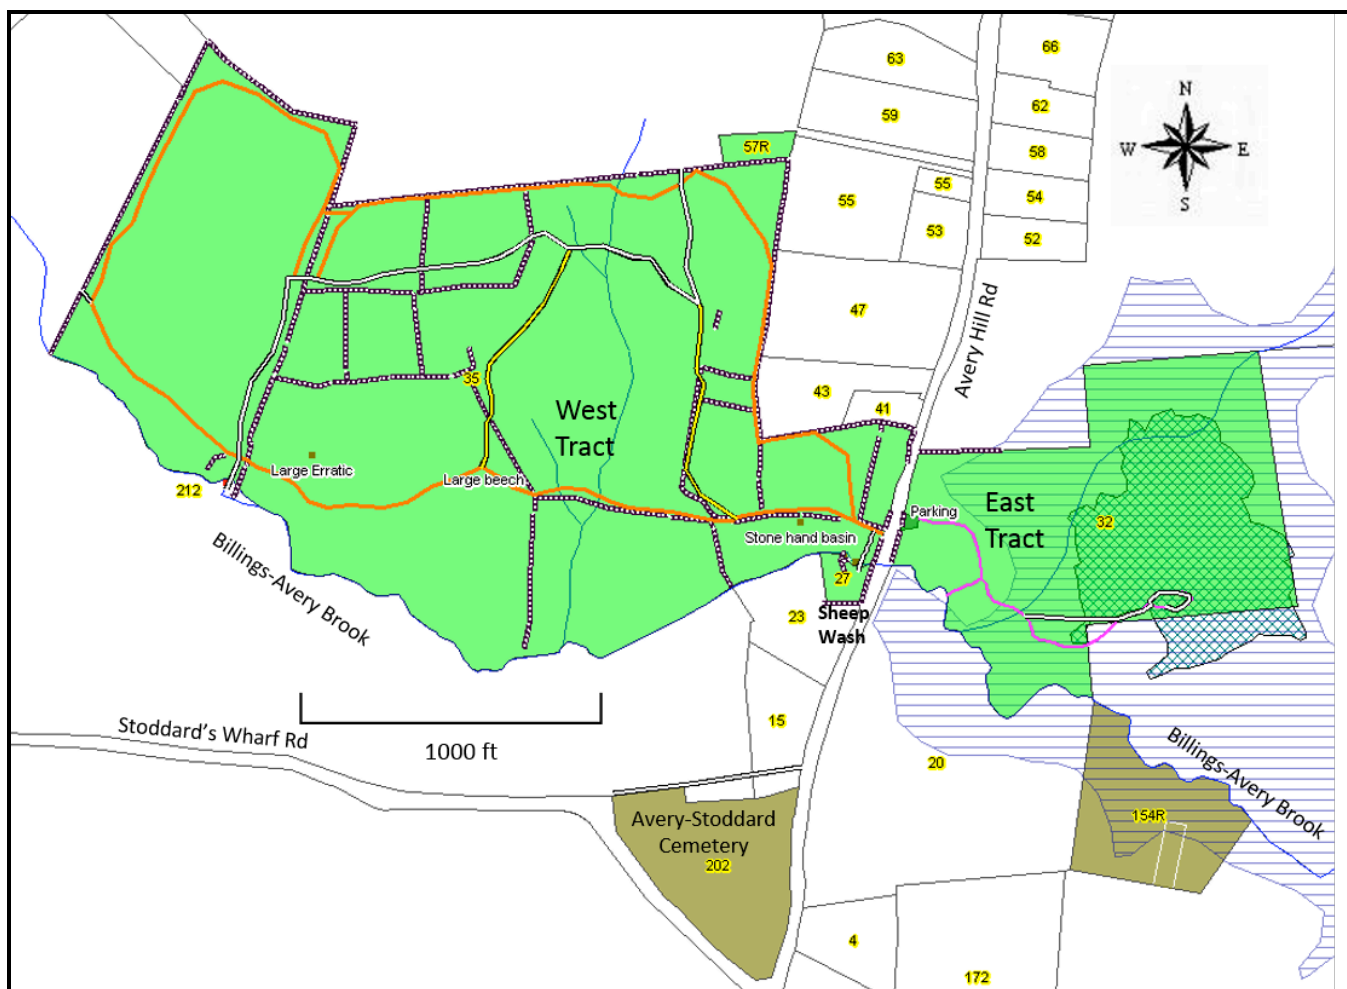 63
66
59
62
N
57R
58
W
E
55
55
54
S
53
52
47
Avery Hill Rd
43
41
35
West
Tract
Large Erratic
Large beech
212
32
East
Tract
Parking
Stone hand basin
Billings-Avery Brook
27
23
Sheep
Wash
15
Stoddard's Wharf Rd
1000 ft
20
Billings-Avery Brook
Avery-Stoddard
Cemetery
202
154R
4
172